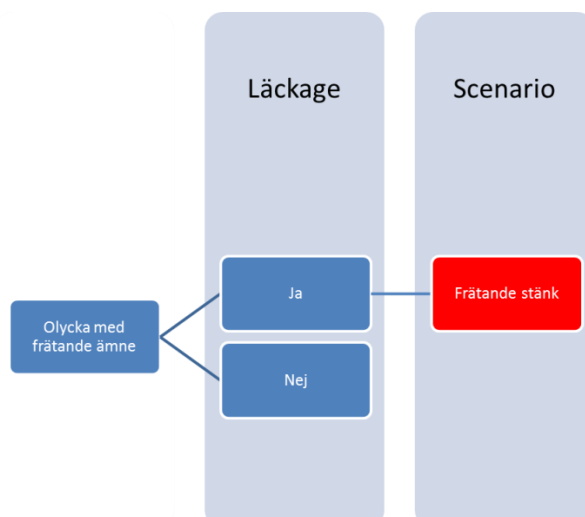 Läckage
Scenario
Ja
Frätande stänk
Olycka med
frätande ämne
Nej